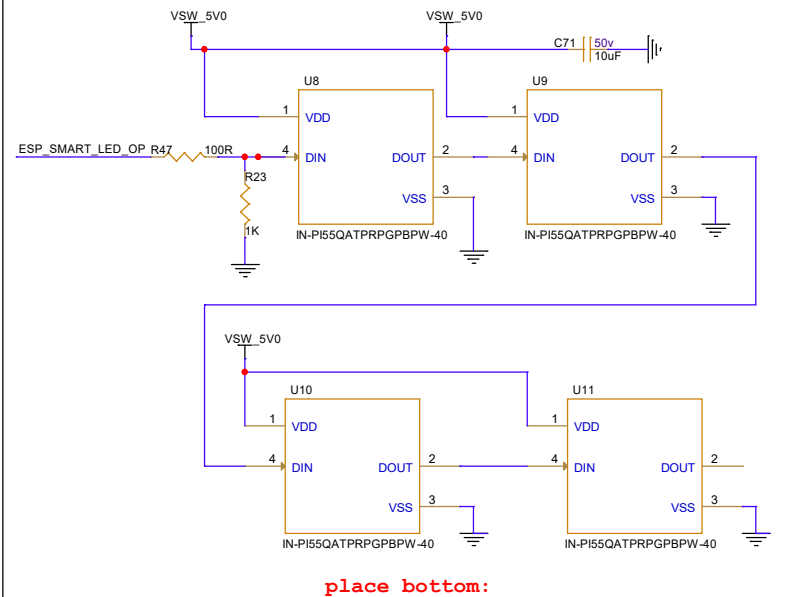 VSW_5V0 VSW_5V0
C71 50v
10uF
U8 U9
1 VDD 1 VDD
ESP_SMART_LED_OP R47 100R 4 DIN DOUT 2 4 DIN DOUT 2
R23
VSS 3 VSS 3
1K
IN-PI55QATPRPGPBPW-40 IN-PI55QATPRPGPBPW-40
VSW_5V0
U10 U11
1 VDD 1 VDD
4 DIN DOUT 2 4 DIN DOUT 2
VSS 3 VSS 3
IN-PI55QATPRPGPBPW-40 IN-PI55QATPRPGPBPW-40
place bottom: